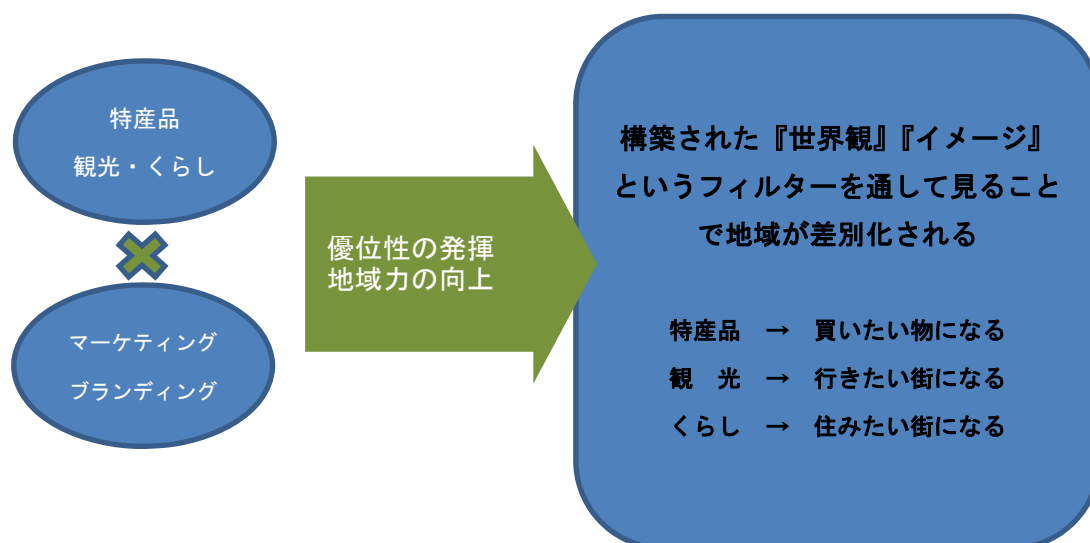 特産品
観光・くらし
マーケティング
ブランディング
優位性の発揮
地域力の向上
構築された『世界観』『イメージ』
というフィルターを通して見ること
で地域が差別化される
特産品　→　買いたい物になる
観　光　→　行きたい街になる
くらし　→　住みたい街になる